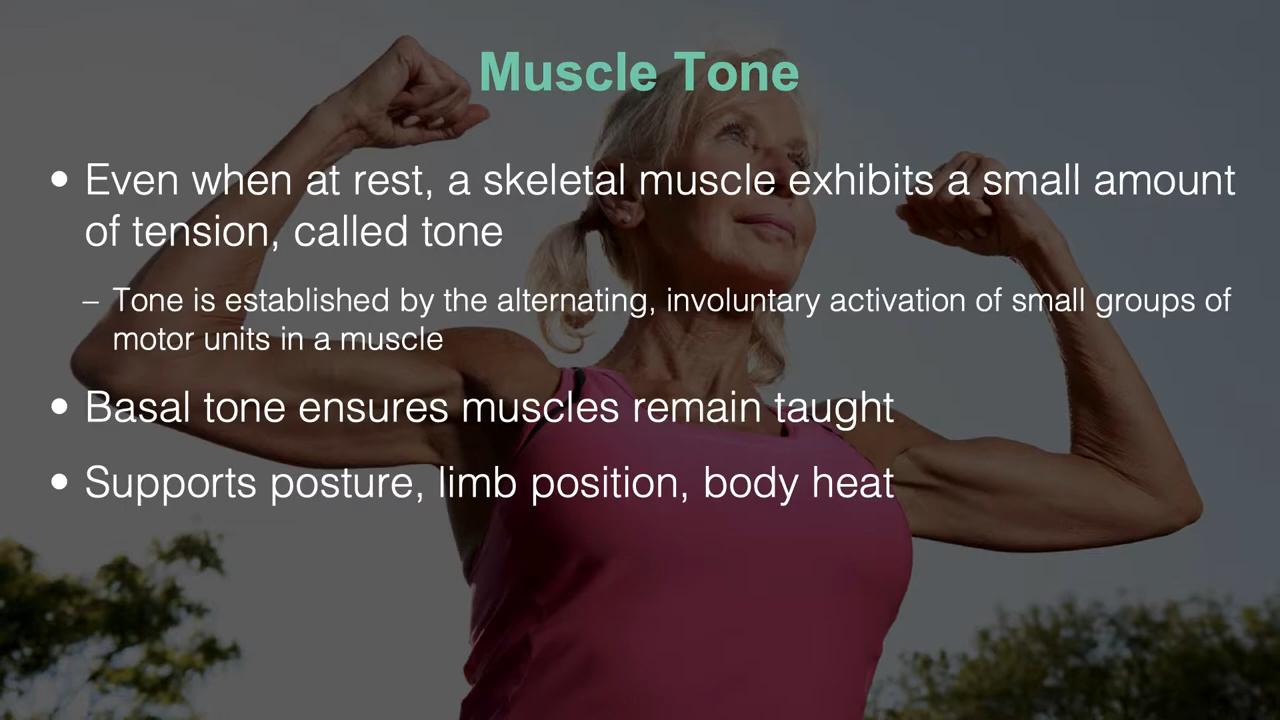 Muscle Tone
• Even when at rest, a skeletal muscle exhibits a small amount
of tension, called tone
– Tone is established by the alternating, involuntary activation of small groups of
motor units in a muscle
• Basal tone ensures muscles remain taught
• Supports posture, limb position, body heat